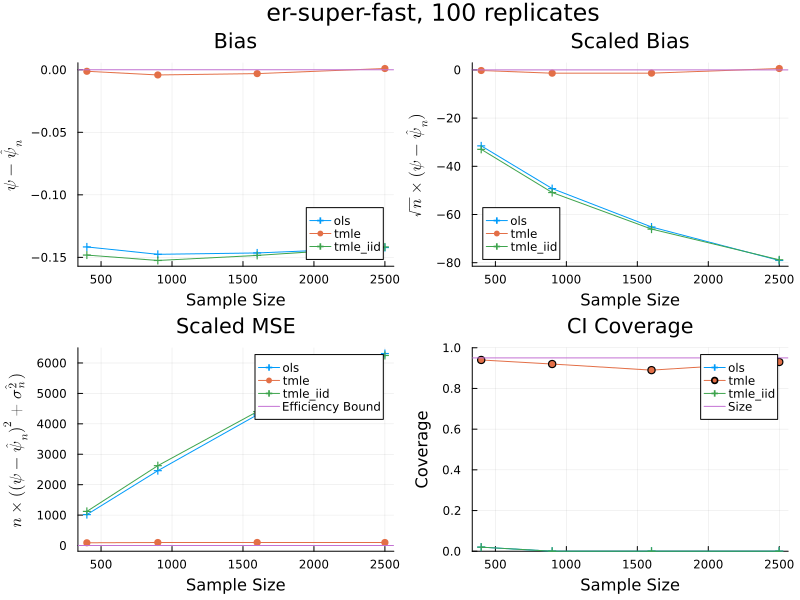 er-super-fast, 100 replicates
Bias
0.00
−0.05
−0.10
−0.15
ψ − ψ̂ₙ
ols
tmle
tmle_iid
500 1000 1500 2000 2500
Sample Size
Scaled Bias
0
−20
−40
−60
−80
√n × (ψ − ψ̂ₙ)
ols
tmle
tmle_iid
500 1000 1500 2000 2500
Sample Size
Scaled MSE
6000
5000
4000
3000
2000
1000
0
n × ((ψ − ψ̂ₙ)² + σ²ₙ)
ols
tmle
tmle_iid
Efficiency Bound
500 1000 1500 2000 2500
Sample Size
CI Coverage
1.0
0.8
0.6
0.4
0.2
0.0
Coverage
ols
tmle
tmle_iid
Size
500 1000 1500 2000 2500
Sample Size